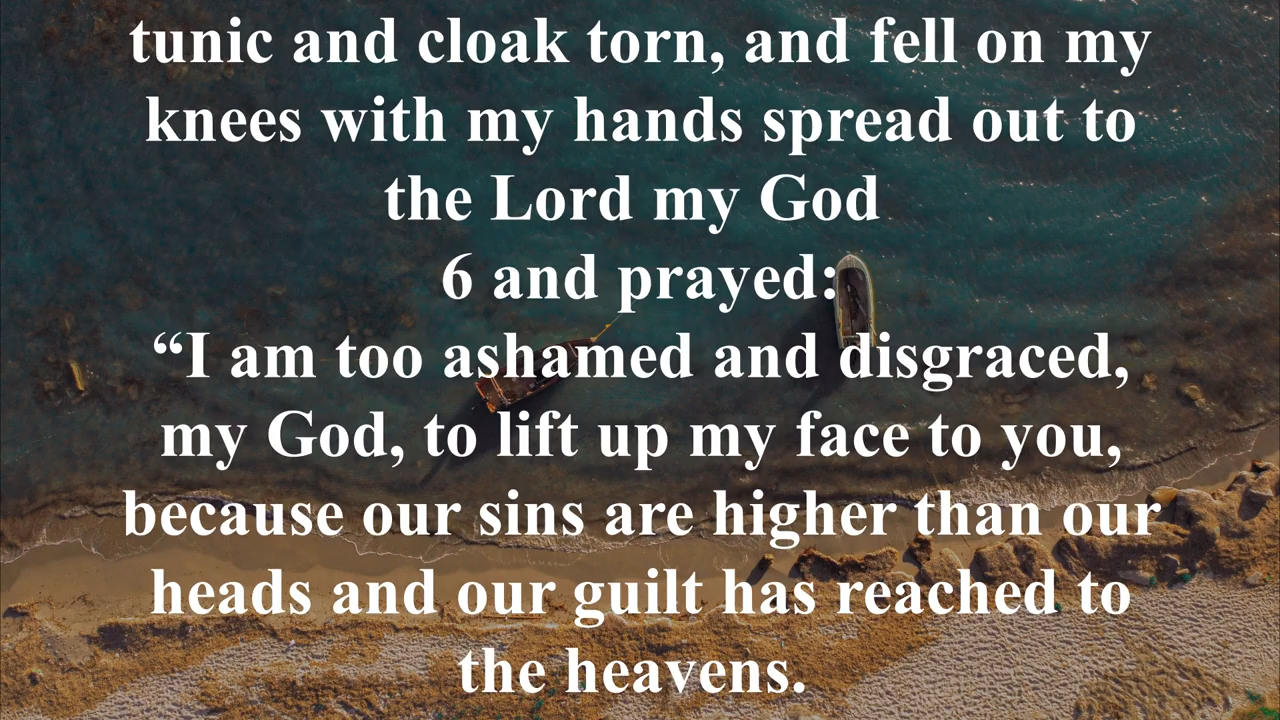 tunic and cloak torn, and fell on my
knees with my hands spread out to
the Lord my God
6 and prayed:
“I am too ashamed and disgraced,
my God, to lift up my face to you,
because our sins are higher than our
heads and our guilt has reached to
the heavens.